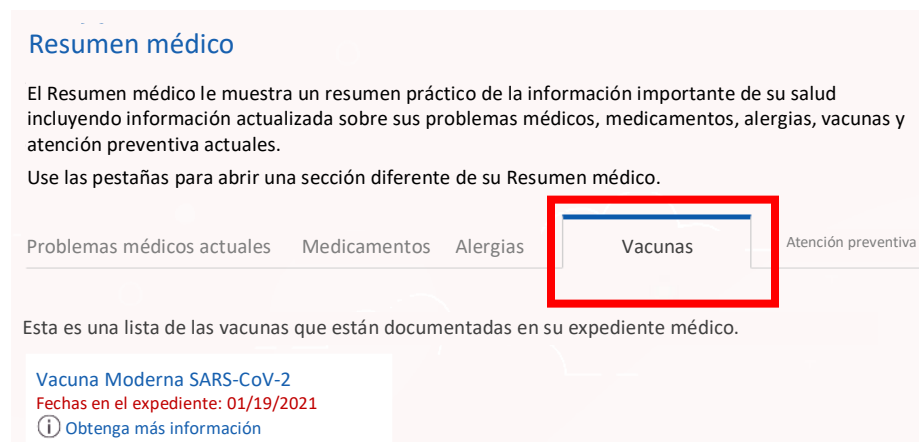 Resumen médico
El Resumen médico le muestra un resumen práctico de la información importante de su salud
incluyendo información actualizada sobre sus problemas médicos, medicamentos, alergias, vacunas y
atención preventiva actuales.
Use las pestañas para abrir una sección diferente de su Resumen médico.
Problemas médicos actuales Medicamentos Alergias Vacunas Atención preventiva
Esta es una lista de las vacunas que están documentadas en su expediente médico.
Vacuna Moderna SARS-CoV-2
Fechas en el expediente: 01/19/2021
i Obtenga más información